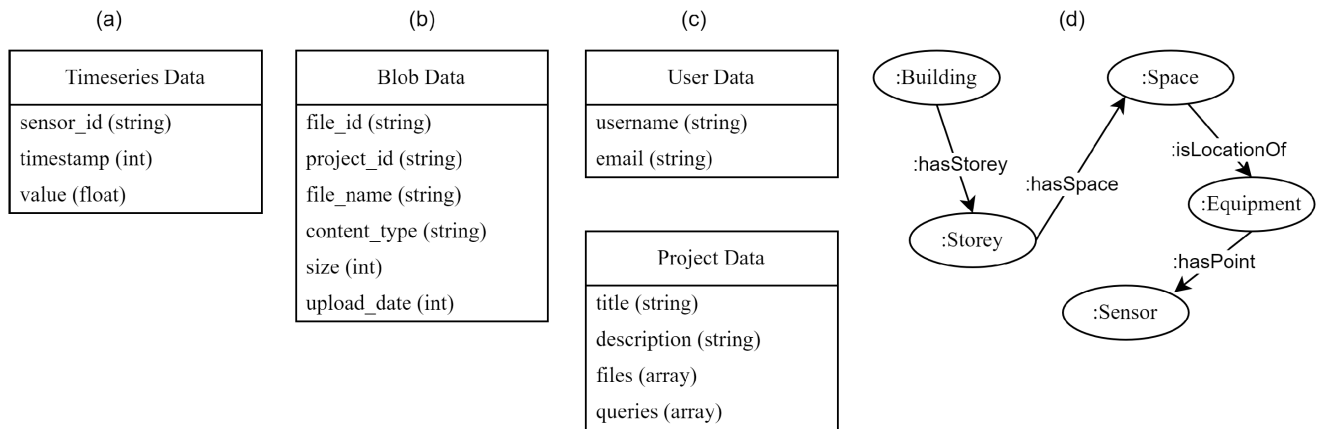 (a)
(b)
(c)
(d)
Timeseries Data
sensor_id (string)
timestamp (int)
value (float)
Blob Data
file_id (string)
project_id (string)
file_name (string)
content_type (string)
size (int)
upload_date (int)
User Data
username (string)
email (string)
Project Data
title (string)
description (string)
files (array)
queries (array)
:Building
:hasStorey
:Storey
:hasSpace
:Space
:isLocationOf
:Equipment
:hasPoint
:Sensor